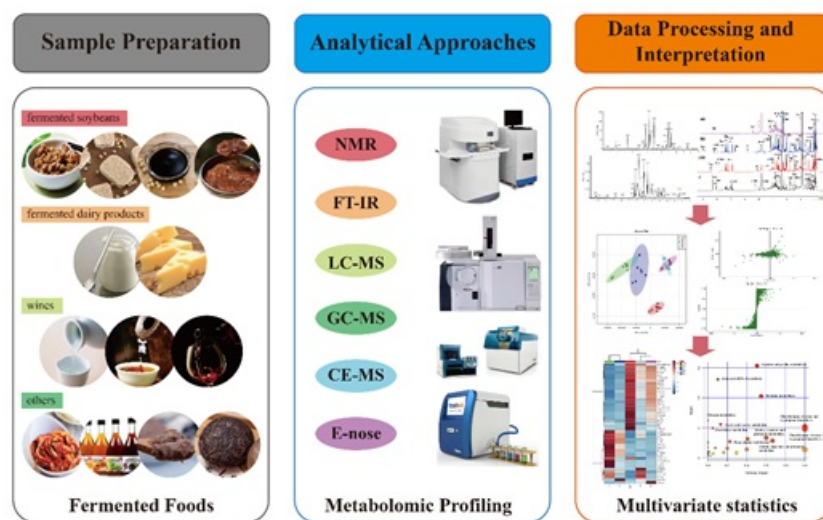 Sample Preparation
Analytical Approaches
Data Processing and
Interpretation
fermented soybeans
fermented dairy products
wines
others
Fermented Foods
NMR
FT-IR
LC-MS
GC-MS
CE-MS
E-nose
Metabolomic Profiling
Multivariate statistics